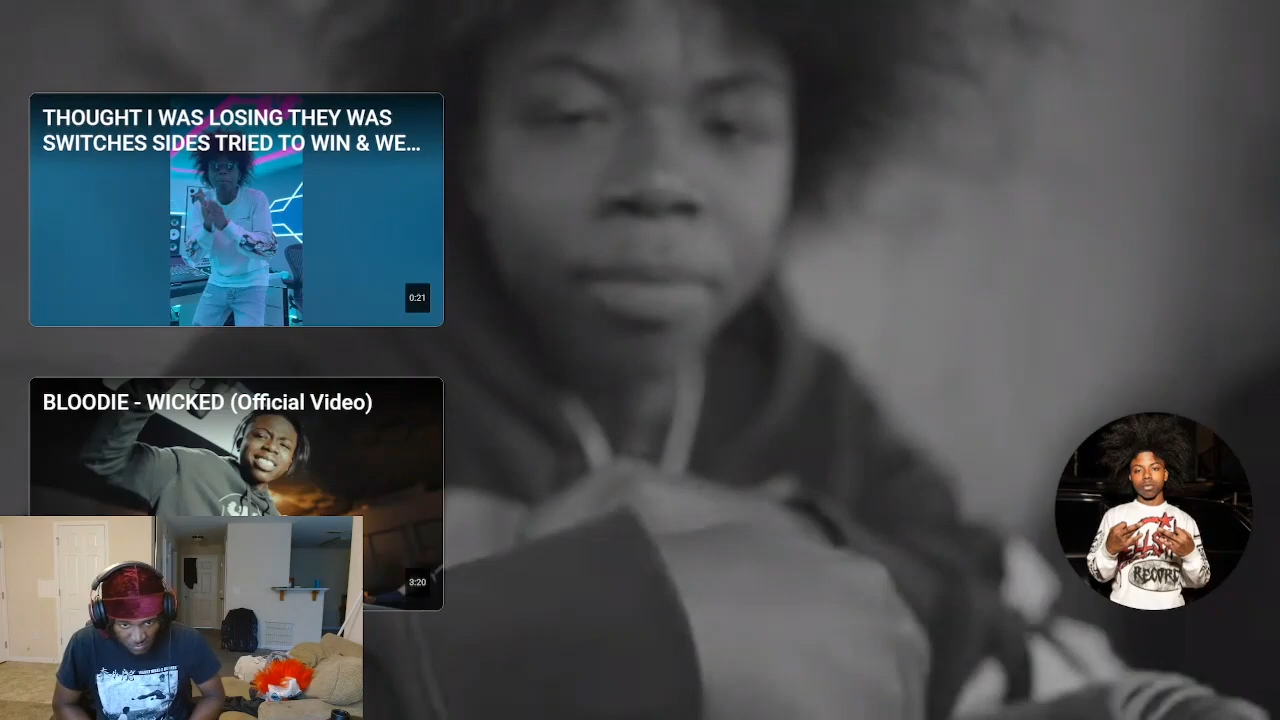 THOUGHT I WAS LOSING THEY WAS
SWITCHES SIDES TRIED TO WIN & WE...
0:21
BLOODIE - WICKED (Official Video)
3:20
RECORD